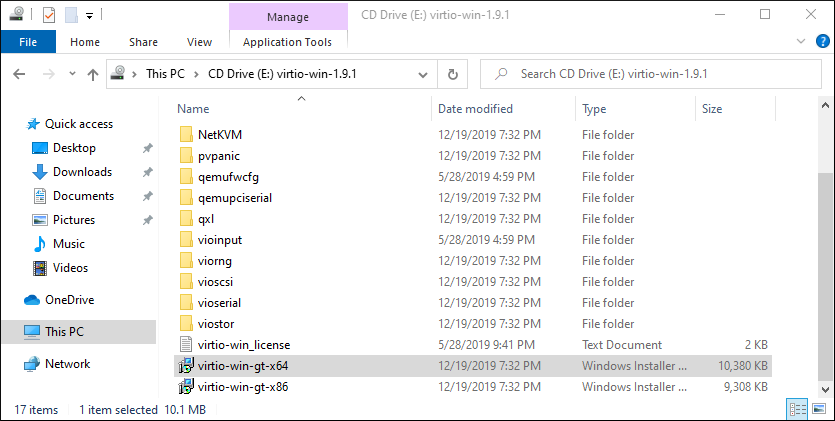 Manage
CD Drive (E:) virtio-win-1.9.1
File Home Share View Application Tools
This PC CD Drive (E:) virtio-win-1.9.1
Search CD Drive (E:) virtio-win-1.9.1
Quick access
Desktop
Downloads
Documents
Pictures
Music
Videos
OneDrive
This PC
Network
Name Date modified Type Size
NetKVM 12/19/2019 7:32 PM File folder
pvpanic 12/19/2019 7:32 PM File folder
qemufwcfg 5/28/2019 4:59 PM File folder
qemupciserial 12/19/2019 7:32 PM File folder
qxl 12/19/2019 7:32 PM File folder
vioinput 5/28/2019 4:59 PM File folder
viorng 12/19/2019 7:32 PM File folder
vioscsi 12/19/2019 7:32 PM File folder
vioserial 12/19/2019 7:32 PM File folder
viostor 12/19/2019 7:32 PM File folder
virtio-win_license 5/28/2019 9:41 PM Text Document 2 KB
virtio-win-gt-x64 12/19/2019 7:32 PM Windows Installer ... 10,380 KB
virtio-win-gt-x86 12/19/2019 7:32 PM Windows Installer ... 9,308 KB
17 items 1 item selected 10.1 MB